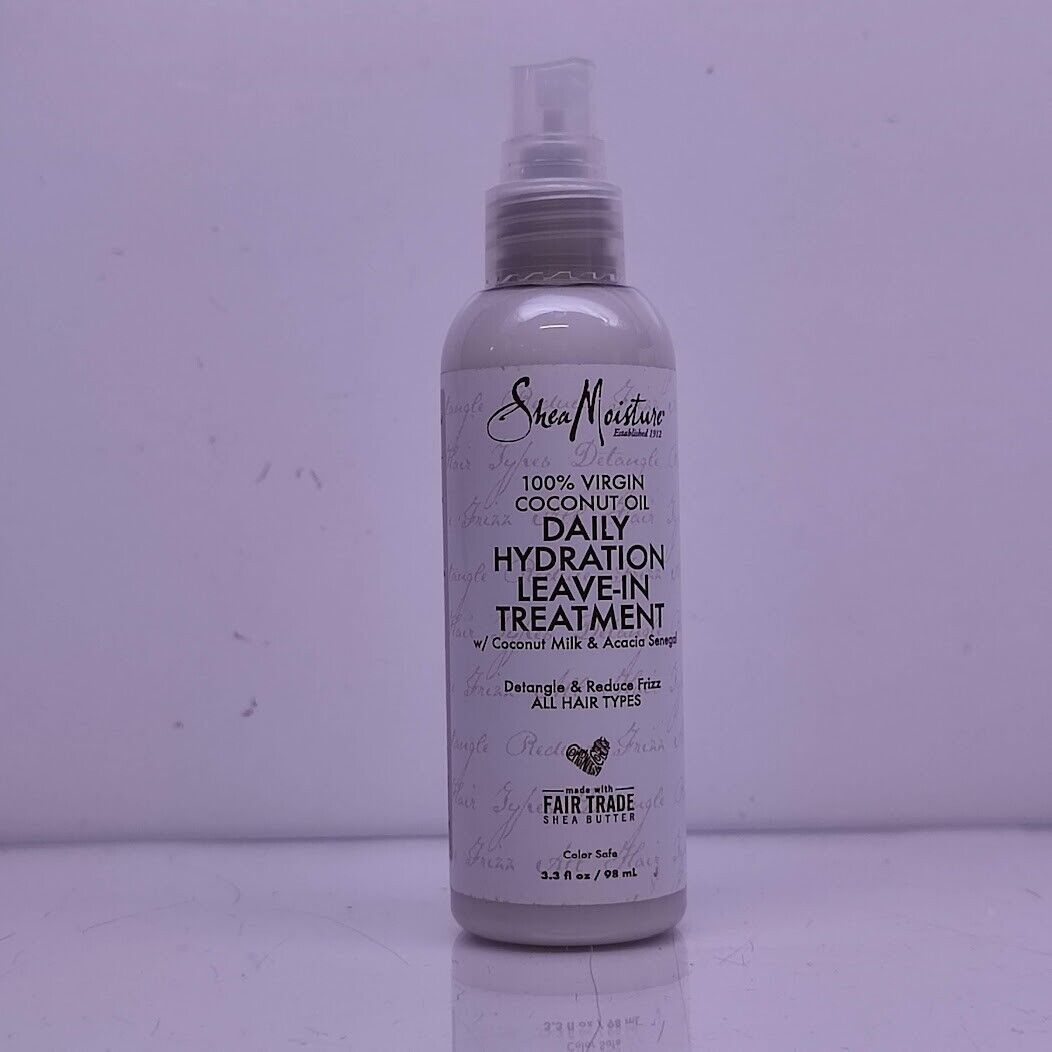 SheaMoisture
Established 1912
100% VIRGIN
COCONUT OIL
DAILY
HYDRATION
LEAVE-IN
TREATMENT
w/ Coconut Milk & Acacia Senegal
Detangle & Reduce Frizz
ALL HAIR TYPES
made with
FAIR TRADE
SHEA BUTTER
Color Safe
3.3 fl oz / 98 mL